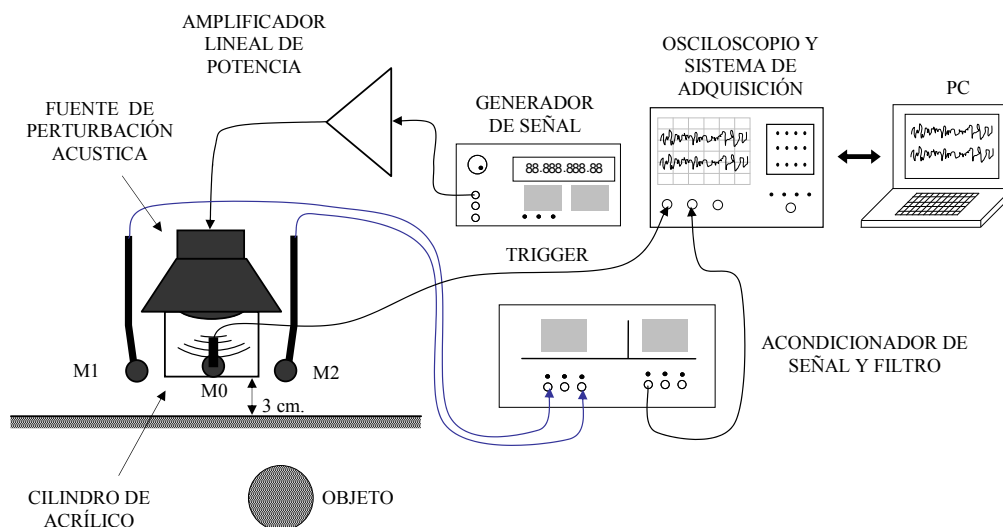 AMPLIFICADOR
LINEAL DE
POTENCIA
FUENTE DE
PERTURBACIÓN
ACUSTICA
GENERADOR
DE SEÑAL
88.888.888.88
OSCILOSCOPIO Y
SISTEMA DE
ADQUISICIÓN
PC
TRIGGER
M1
M0
M2
3 cm.
ACONDICIONADOR DE
SEÑAL Y FILTRO
CILINDRO DE
ACRÍLICO
OBJETO